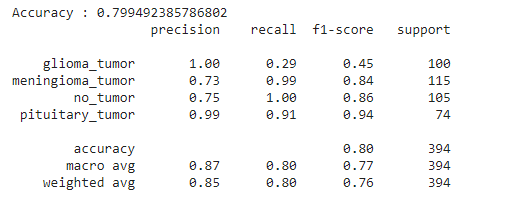 Accuracy : 0.799492385786802
precision recall f1-score support
glioma_tumor 1.00 0.29 0.45 100
meningioma_tumor 0.73 0.99 0.84 115
no_tumor 0.75 1.00 0.86 105
pituitary_tumor 0.99 0.91 0.94 74
accuracy 0.80 394
macro avg 0.87 0.80 0.77 394
weighted avg 0.85 0.80 0.76 394